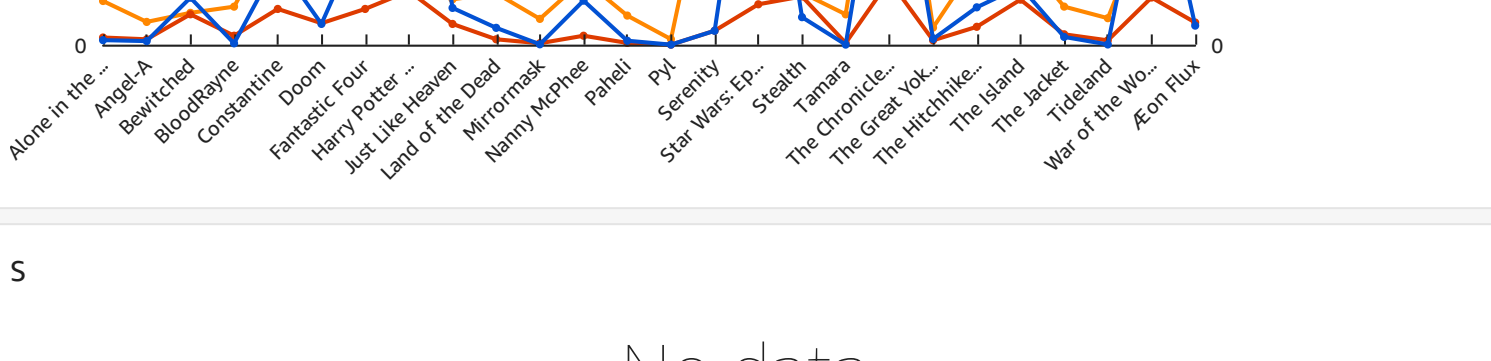 0
0
Alone in the ...
Angel-A
Bewitched
BloodRayne
Constantine
Doom
Fantastic Four
Harry Potter ...
Just Like Heaven
Land of the Dead
Mirrormask
Nanny McPhee
Paheli
Pyl
Serenity
Star Wars: Ep...
Stealth
Tamara
The Chronicle...
The Great Yok...
The Hitchhike...
The Island
The Jacket
Tideland
War of the Wo...
Æon Flux
s
No data